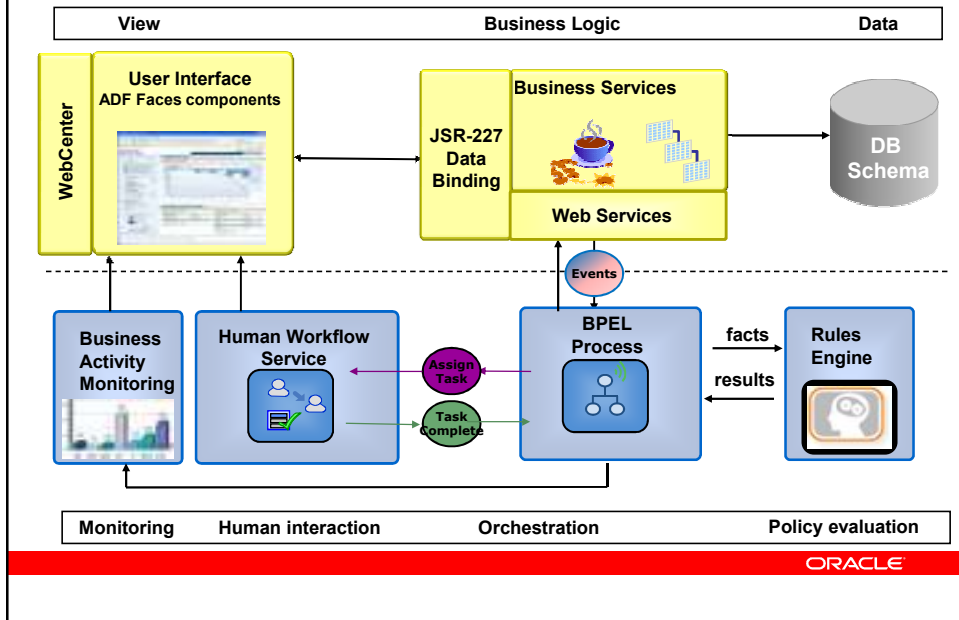 View
Business Logic
Data
WebCenter
User Interface
ADF Faces components
JSR-227
Data
Binding
Business Services
Web Services
DB
Schema
Events
Business
Activity
Monitoring
Human Workflow
Service
Assign
Task
Task
Complete
BPEL
Process
facts
results
Rules
Engine
Monitoring
Human interaction
Orchestration
Policy evaluation
ORACLE